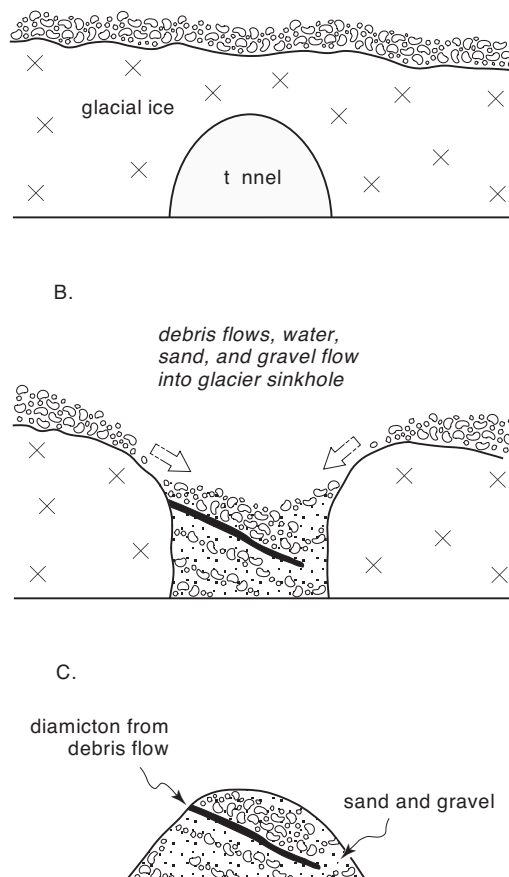 glacial ice
t nnel
B.
debris flows, water,
sand, and gravel flow
into glacier sinkhole
C.
diamicton from
debris flow
sand and gravel